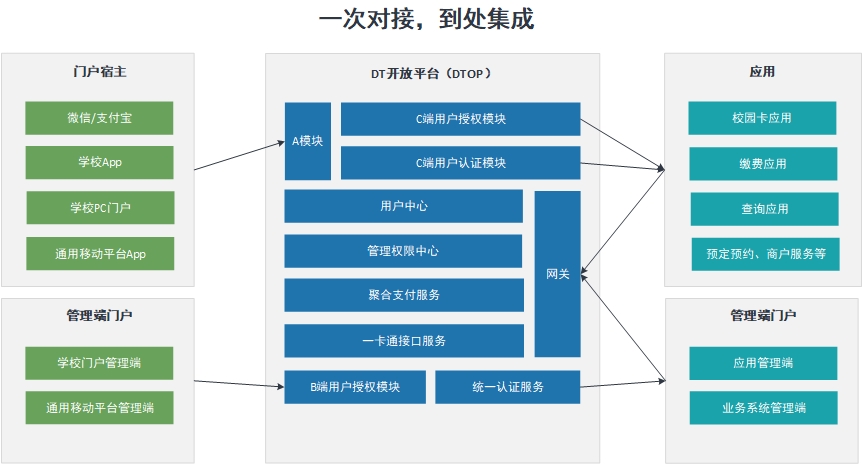 一次对接，到处集成
门户宿主
微信/支付宝
学校App
学校PC门户
通用移动平台App
管理端门户
学校门户管理端
通用移动平台管理端
DT开放平台（DTOP）
A模块
C端用户授权模块
C端用户认证模块
用户中心
管理权限中心
聚合支付服务
一卡通接口服务
网关
B端用户授权模块
统一认证服务
应用
校园卡应用
缴费应用
查询应用
预定预约、商户服务等
管理端门户
应用管理端
业务系统管理端